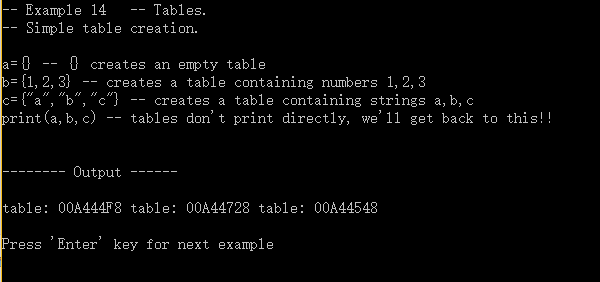 -- Example 14   -- Tables.
-- Simple table creation.
a={} -- {} creates an empty table
b={1,2,3} -- creates a table containing numbers 1,2,3
c={"a","b","c"} -- creates a table containing strings a,b,c
print(a,b,c) -- tables don't print directly, we'll get back to this!!
-------- Output ------
table: 00A444F8 table: 00A44728 table: 00A44548
Press 'Enter' key for next example